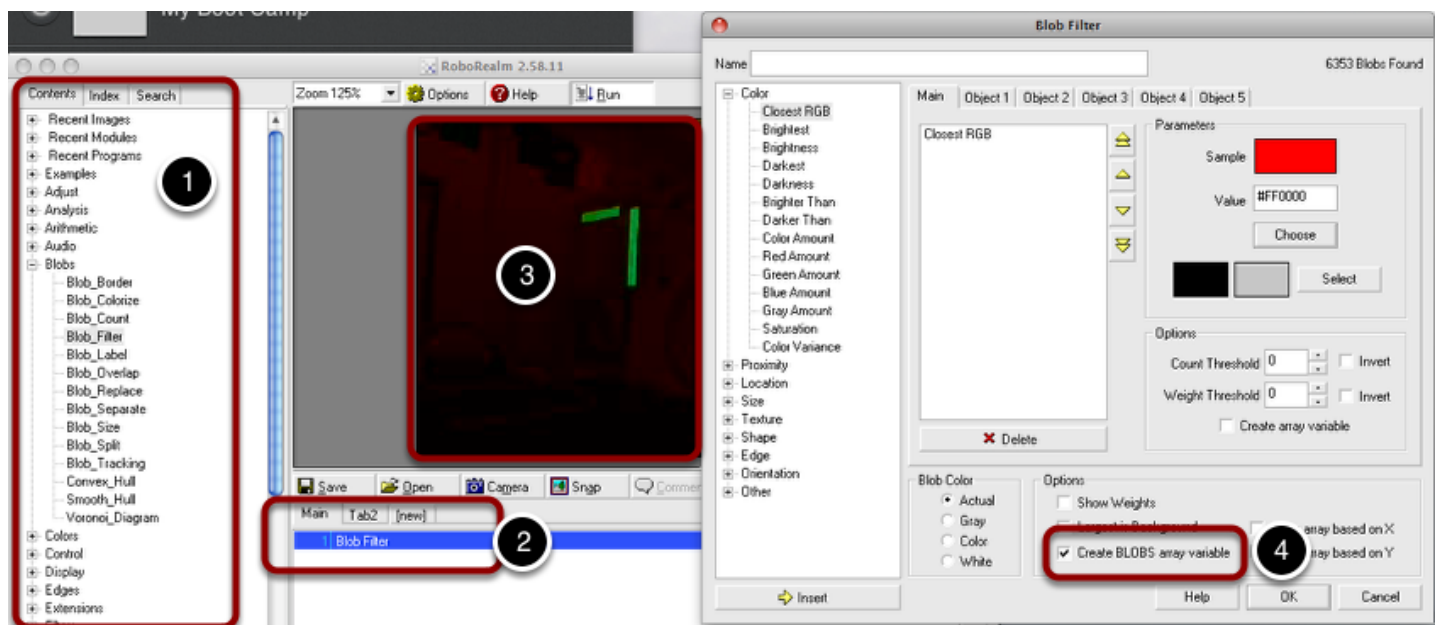 My Boot Camp
RoboRealm 2.58.11
Contents Index Search
Zoom 125% Options Help Run
Recent Images
Recent Modules
Recent Programs
Examples
Adjust
Analysis
Arithmetic
Audio
Blobs
Blob_Border
Blob_Colorize
Blob_Count
Blob_Filter
Blob_Label
Blob_Overlap
Blob_Replace
Blob_Separate
Blob_Size
Blob_Split
Blob_Tracking
Convex_Hull
Smooth_Hull
Voronoi_Diagram
Colors
Control
Display
Edges
Extensions
1
3
Save Open Camera Snap
Main Tab2 [new]
1 Blob Filter
2
Blob Filter
Name
6353 Blobs Found
Color
Closest RGB
Brightest
Brightness
Darkest
Darkness
Brighter Than
Darker Than
Color Amount
Red Amount
Green Amount
Blue Amount
Gray Amount
Saturation
Color Variance
Proximity
Location
Size
Texture
Shape
Edge
Orientation
Other
Insert
Main Object 1 Object 2 Object 3 Object 4 Object 5
Closest RGB
Delete
Parameters
Sample
Value #FF0000
Choose
Select
Options
Count Threshold 0 Invert
Weight Threshold 0 Invert
Create array variable
Blob Color
Actual
Gray
Color
White
Options
Show Weights
array based on X
Create BLOBS array variable
4
based on Y
Help OK Cancel